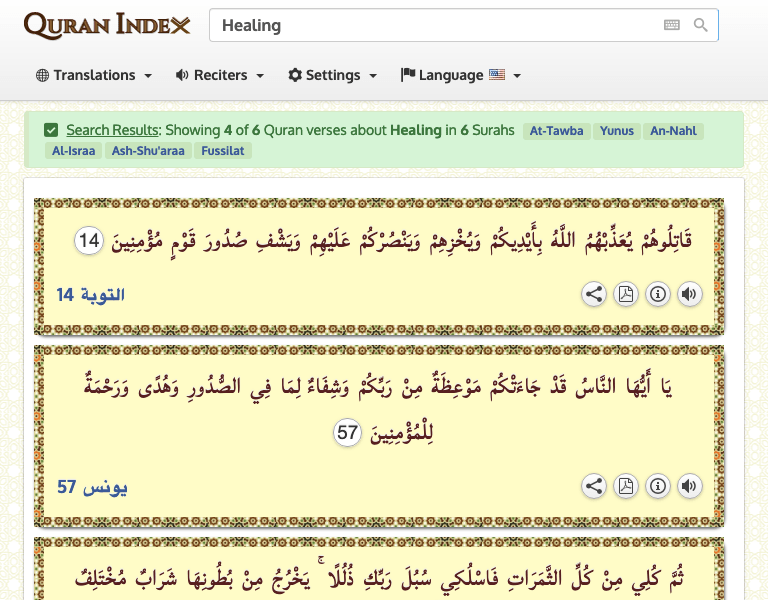 QURAN INDEX
Healing
Translations
Reciters
Settings
Language
Search Results: Showing 4 of 6 Quran verses about Healing in 6 Surahs At-Tawba Yunus An-Nahl
Al-Israa Ash-Shu'araa Fussilat
قَاتِلُوهُمْ يُعَذِّبْهُمُ اللَّهُ بِأَيْدِيكُمْ وَيُخْزِهِمْ وَيَنْصُرْكُمْ عَلَيْهِمْ وَيَشْفِ صُدُورَ قَوْمٍ مُؤْمِنِينَ 14
التوبة 14
يَا أَيُّهَا النَّاسُ قَدْ جَاءَتْكُمْ مَوْعِظَةٌ مِنْ رَبِّكُمْ وَشِفَاءٌ لِمَا فِي الصُّدُورِ وَهُدًى وَرَحْمَةٌ
لِلْمُؤْمِنِينَ 57
يونس 57
ثُمَّ كُلِي مِنْ كُلِّ الثَّمَرَاتِ فَاسْلُكِي سُبُلَ رَبِّكِ ذُلُلًا ۚ يَخْرُجُ مِنْ بُطُونِهَا شَرَابٌ مُخْتَلِفٌ